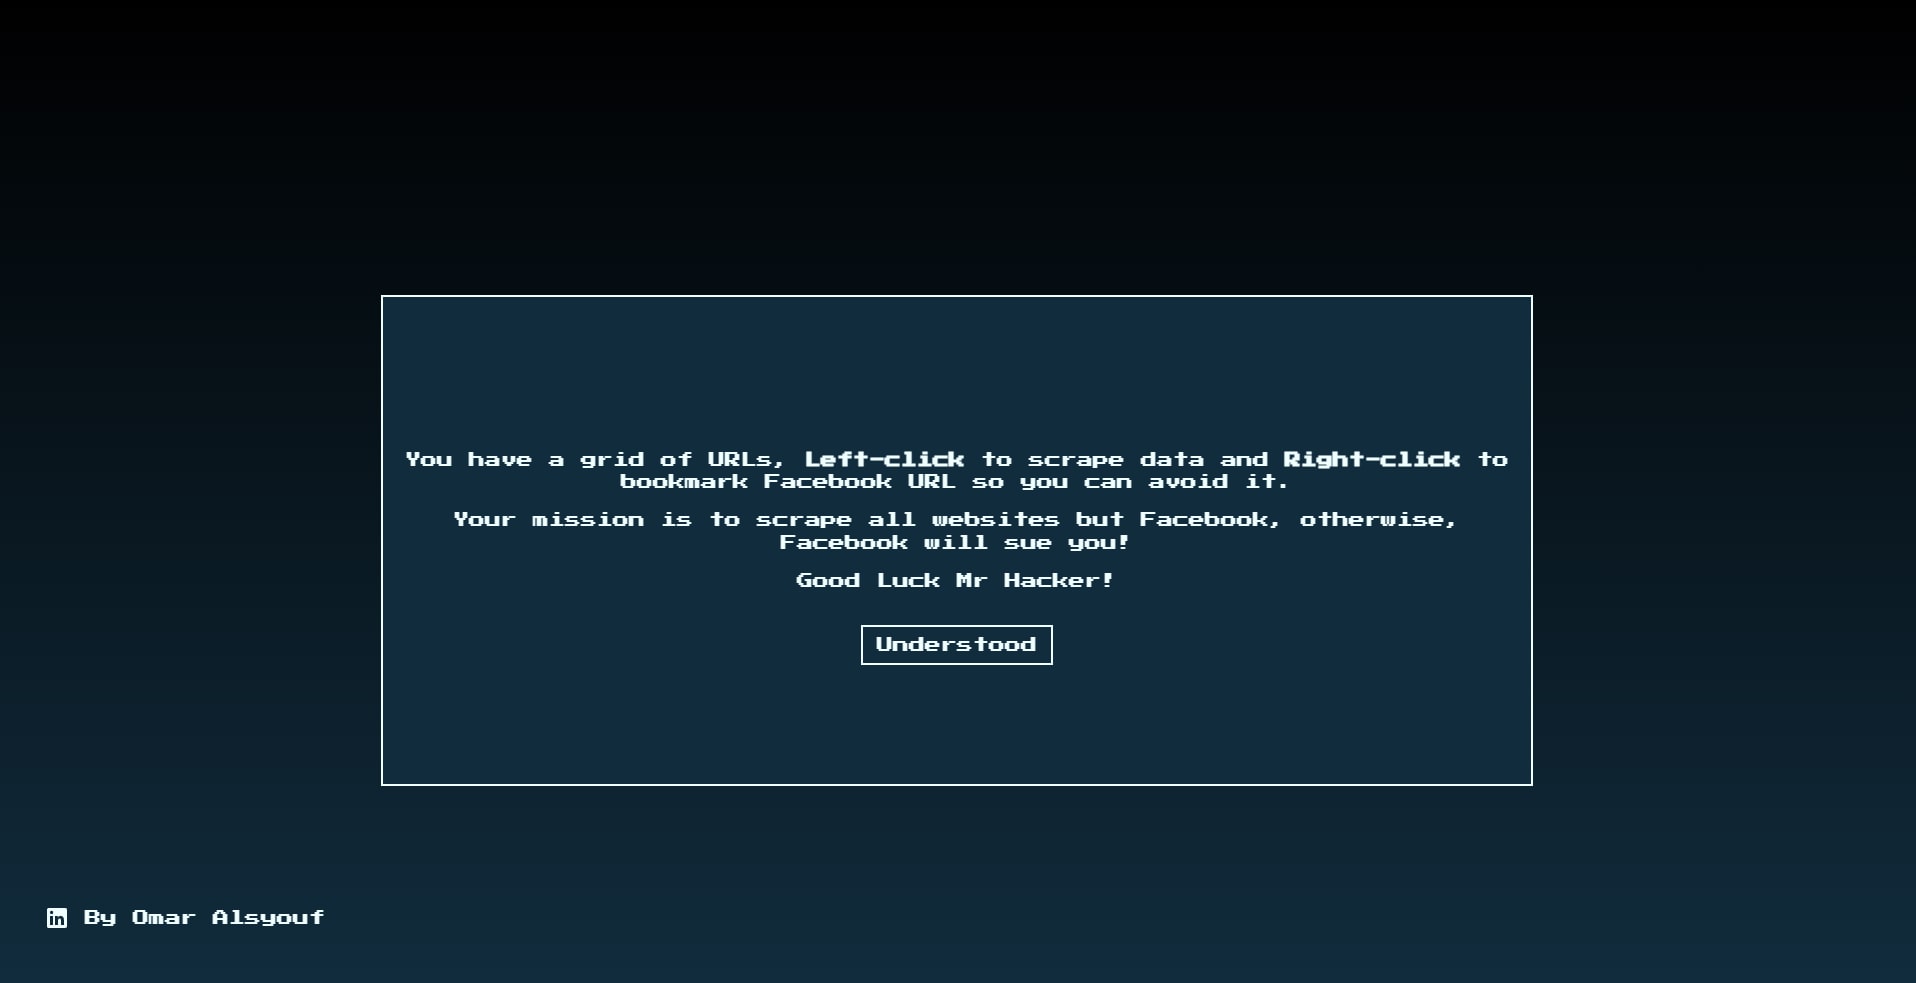 You have a grid of URLs, Left-click to scrape data and Right-click to
bookmark Facebook URL so you can avoid it.
Your mission is to scrape all websites but Facebook, otherwise,
Facebook will sue you!
Good Luck Mr Hacker!
Understood
in By Omar Alsyouf